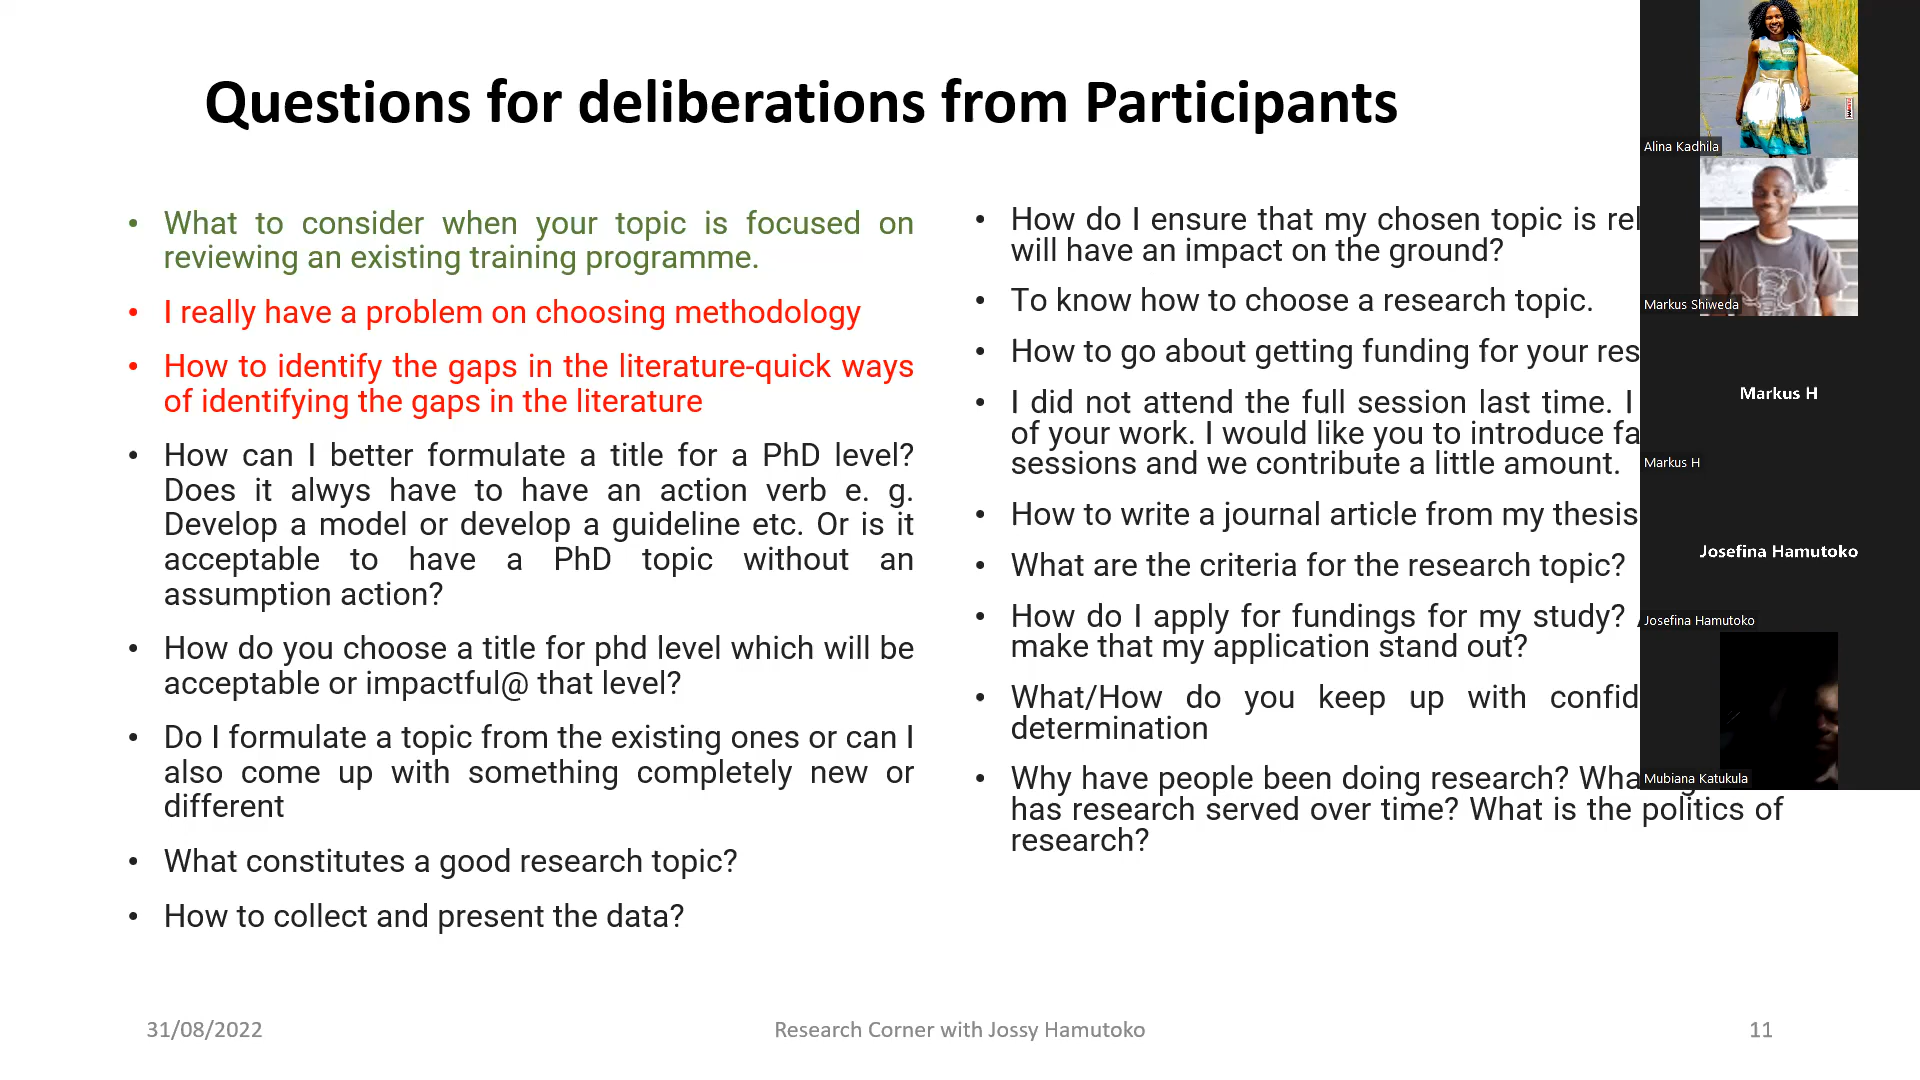 Questions for deliberations from Participants
• What to consider when your topic is focused on
reviewing an existing training programme.
• I really have a problem on choosing methodology
• How to identify the gaps in the literature-quick ways
of identifying the gaps in the literature
• How can I better formulate a title for a PhD level?
Does it alwys have to have an action verb e. g.
Develop a model or develop a guideline etc. Or is it
acceptable to have a PhD topic without an
assumption action?
• How do you choose a title for phd level which will be
acceptable or impactful@ that level?
• Do I formulate a topic from the existing ones or can I
also come up with something completely new or
different
• What constitutes a good research topic?
• How to collect and present the data?
• How do I ensure that my chosen topic is
will have an impact on the ground?
• To know how to choose a research topic.
• How to go about getting funding for your
• I did not attend the full session last time. I
of your work. I would like you to introduce
sessions and we contribute a little amount.
• How to write a journal article from my thesis
• What are the criteria for the research topic?
• How do I apply for fundings for my study?
make that my application stand out?
• What/How do you keep up with
determination
• Why have people been doing research?
has research served over time? What is the politics of
research?
Alina Kadhila
Markus Shiweda
Markus H
Markus H
Josefina Hamutoko
Josefina Hamutoko
Mubiana Katukula
31/08/2022
Research Corner with Jossy Hamutoko
11